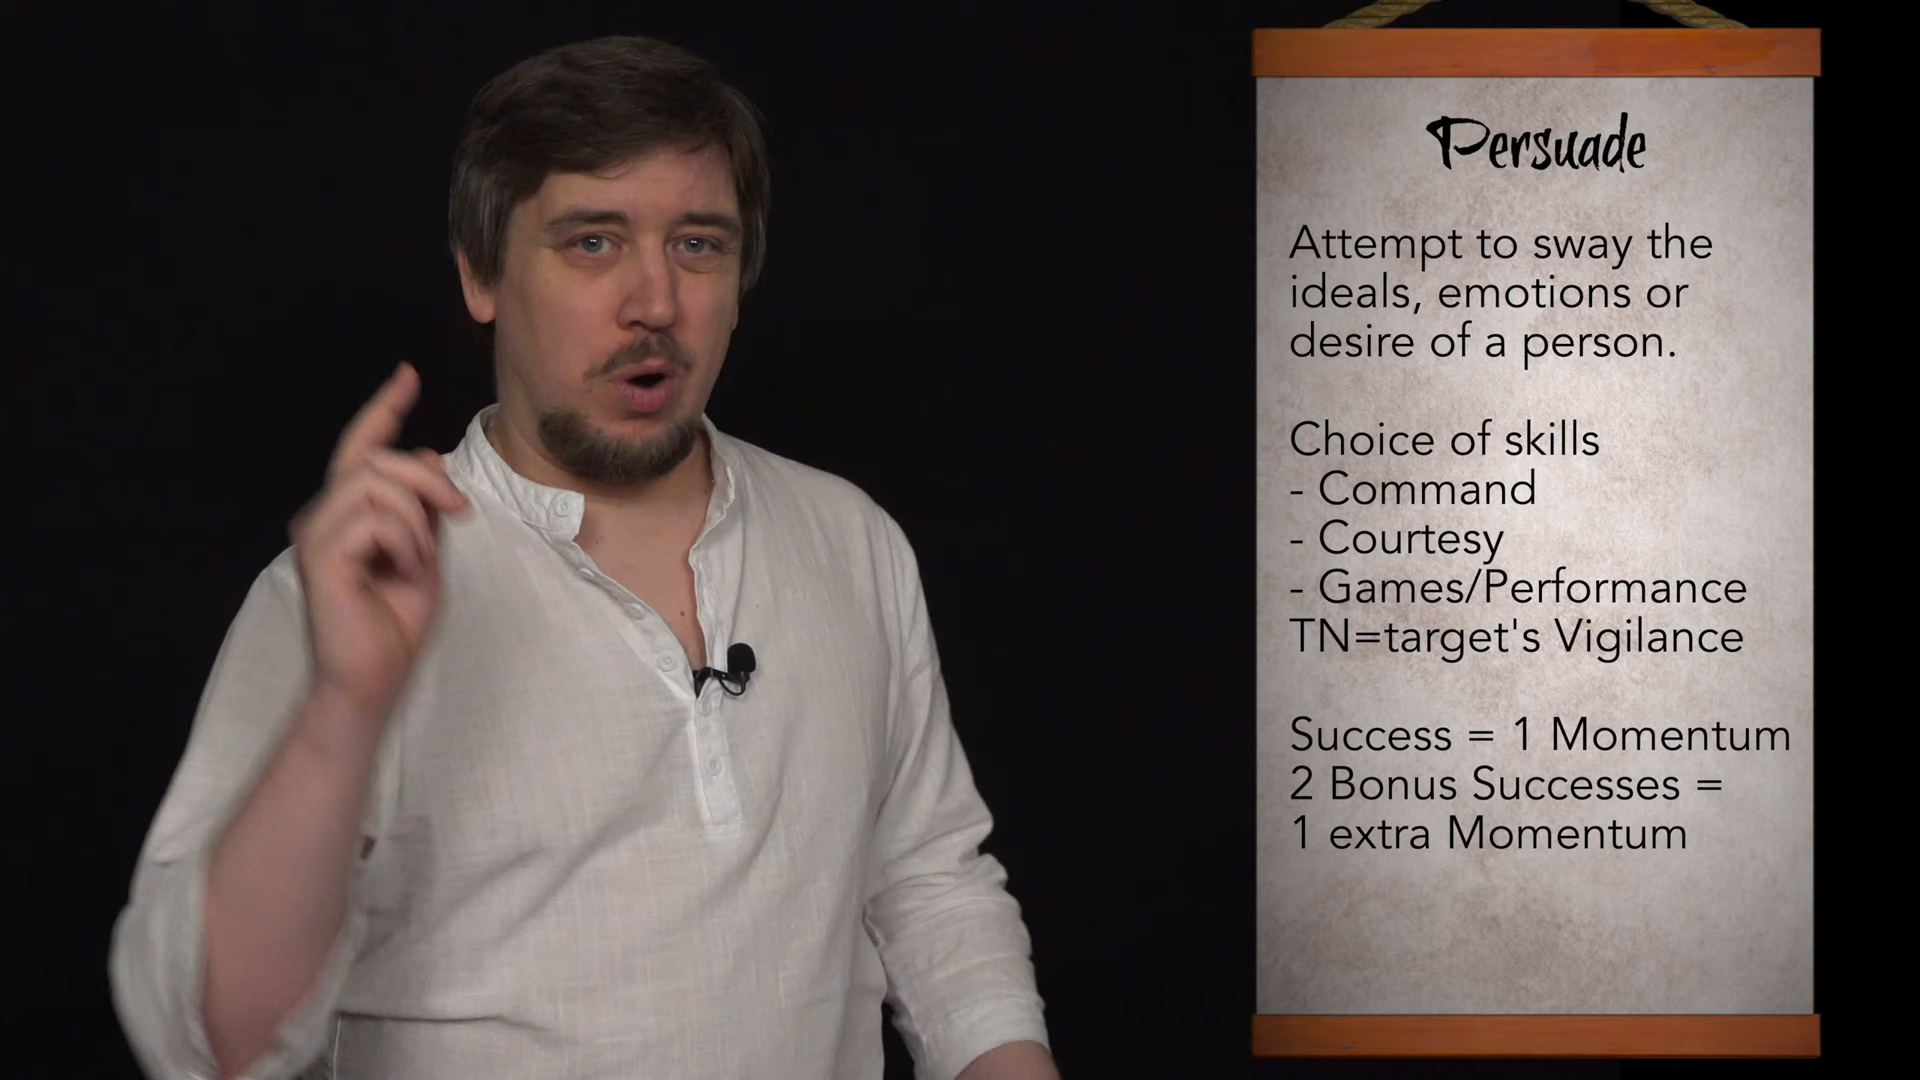 Persuade
Attempt to sway the
ideals, emotions or
desire of a person.
Choice of skills
- Command
- Courtesy
- Games/Performance
TN=target's Vigilance
Success = 1 Momentum
2 Bonus Successes =
1 extra Momentum